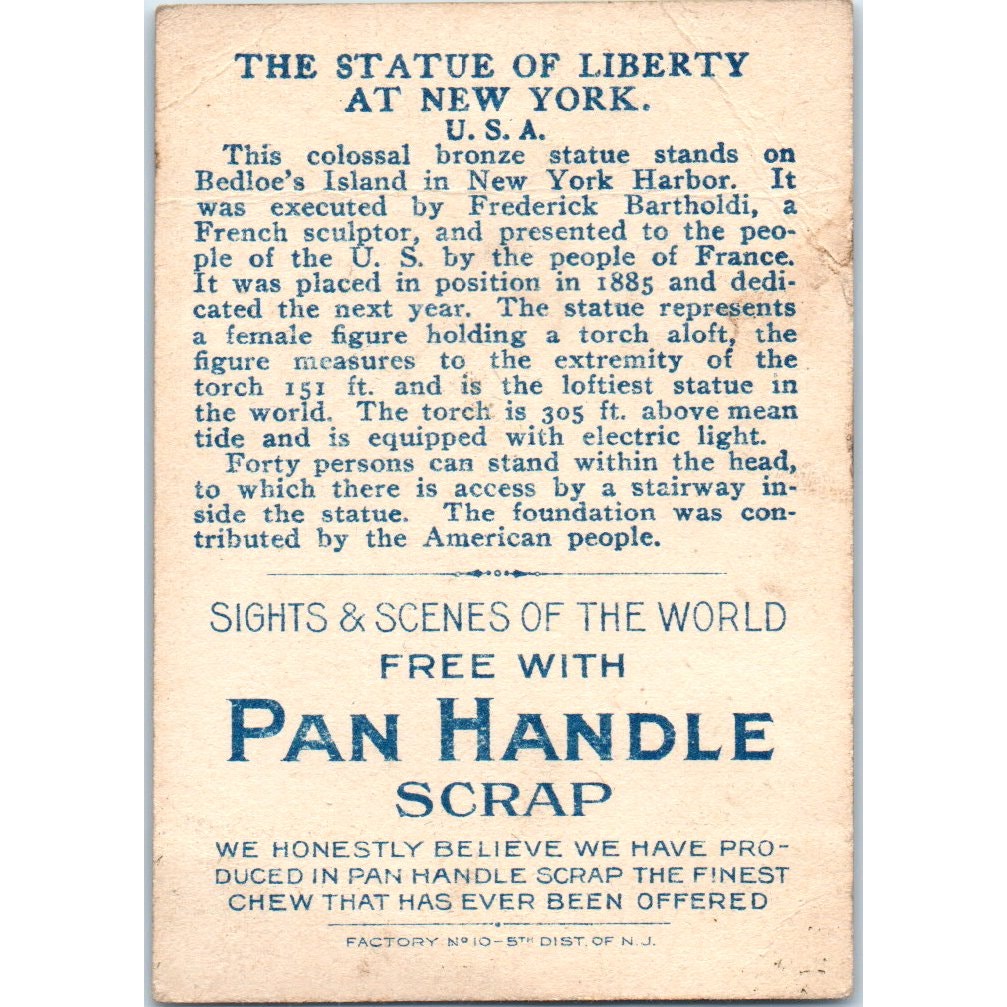 THE STATUE OF LIBERTY
AT NEW YORK.
U. S. A.
This colossal bronze statue stands on
Bedloe's Island in New York Harbor. It
was executed by Frederick Bartholdi, a
French sculptor, and presented to the peo-
ple of the U. S. by the people of France.
It was placed in position in 1885 and dedi-
cated the next year. The statue represents
a female figure holding a torch aloft, the
figure measures to the extremity of the
torch 151 ft. and is the loftiest statue in
the world. The torch is 305 ft. above mean
tide and is equipped with electric light.
Forty persons can stand within the head,
to which there is access by a stairway in-
side the statue. The foundation was con-
tributed by the American people.
SIGHTS & SCENES OF THE WORLD
FREE WITH
PAN HANDLE
SCRAP
WE HONESTLY BELIEVE WE HAVE PRO-
DUCED IN PAN HANDLE SCRAP THE FINEST
CHEW THAT HAS EVER BEEN OFFERED
FACTORY Nº 10-5TH DIST. OF N.J.